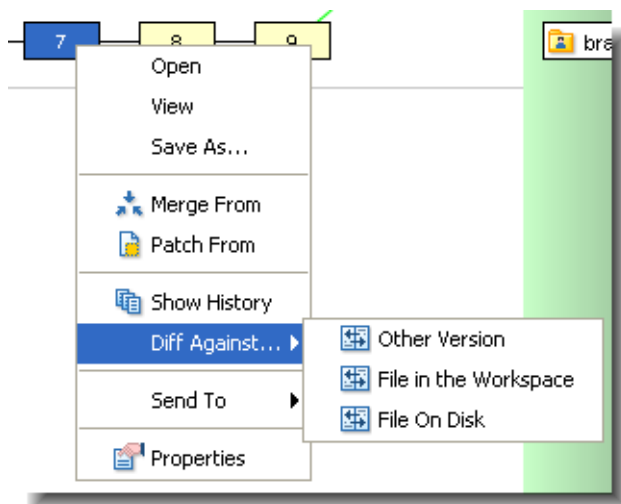 7
8
9
bra
Open
View
Save As...
Merge From
Patch From
Show History
Diff Against...
Other Version
File in the Workspace
File On Disk
Send To
Properties